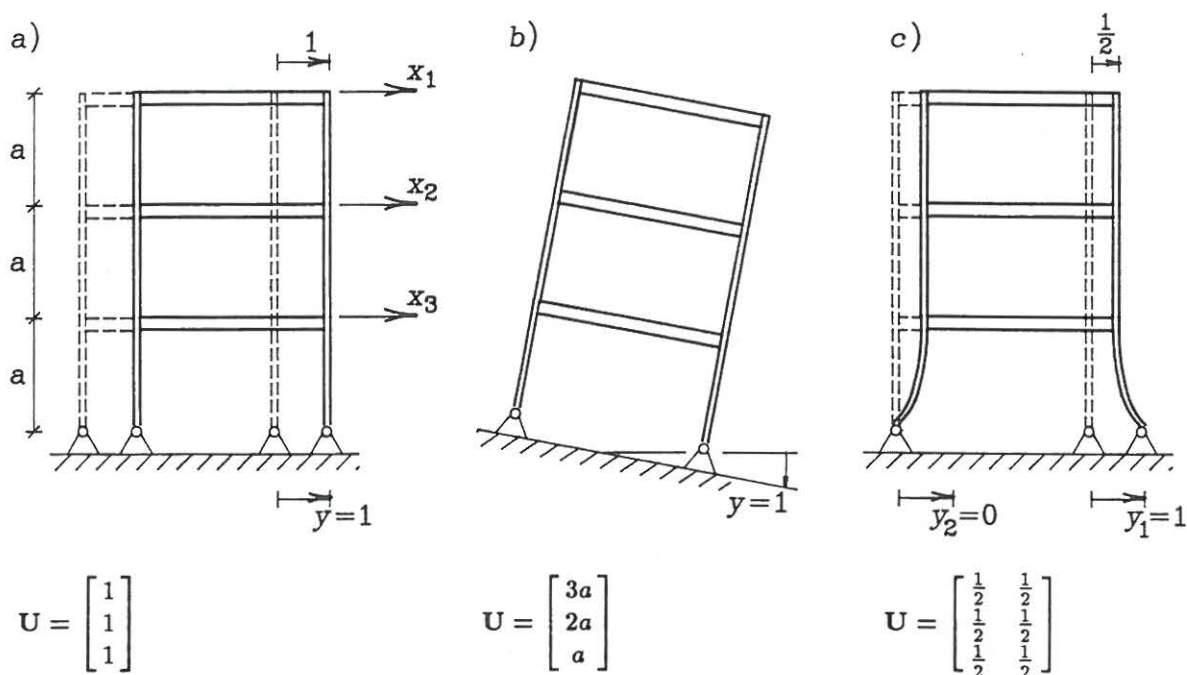 a)
1
x₁
a
x₂
a
x₃
a
y=1
U = [1 1 1]
b)
y=1
U = [3a 2a a]
c)
1/2
y₂=0
y₁=1
U = [1/2 1/2
1/2 1/2
1/2 1/2]